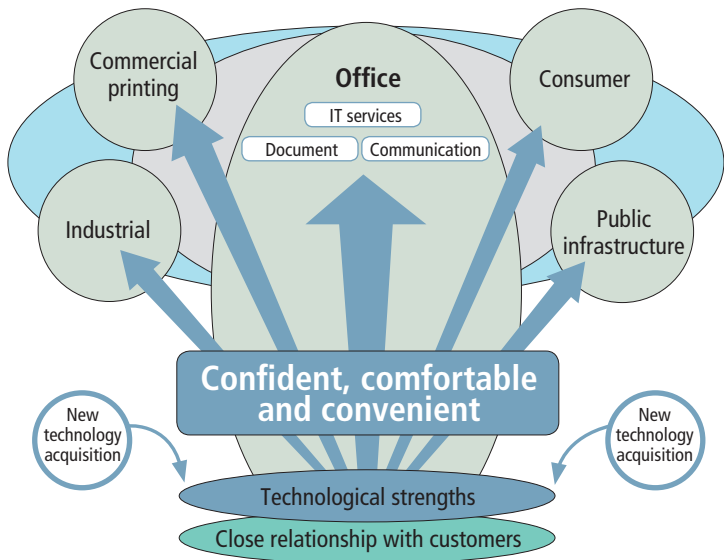 Commercial
printing
Office
IT services
Document
Communication
Consumer
Industrial
Public
infrastructure
Confident, comfortable
and convenient
New
technology
acquisition
New
technology
acquisition
Technological strengths
Close relationship with customers